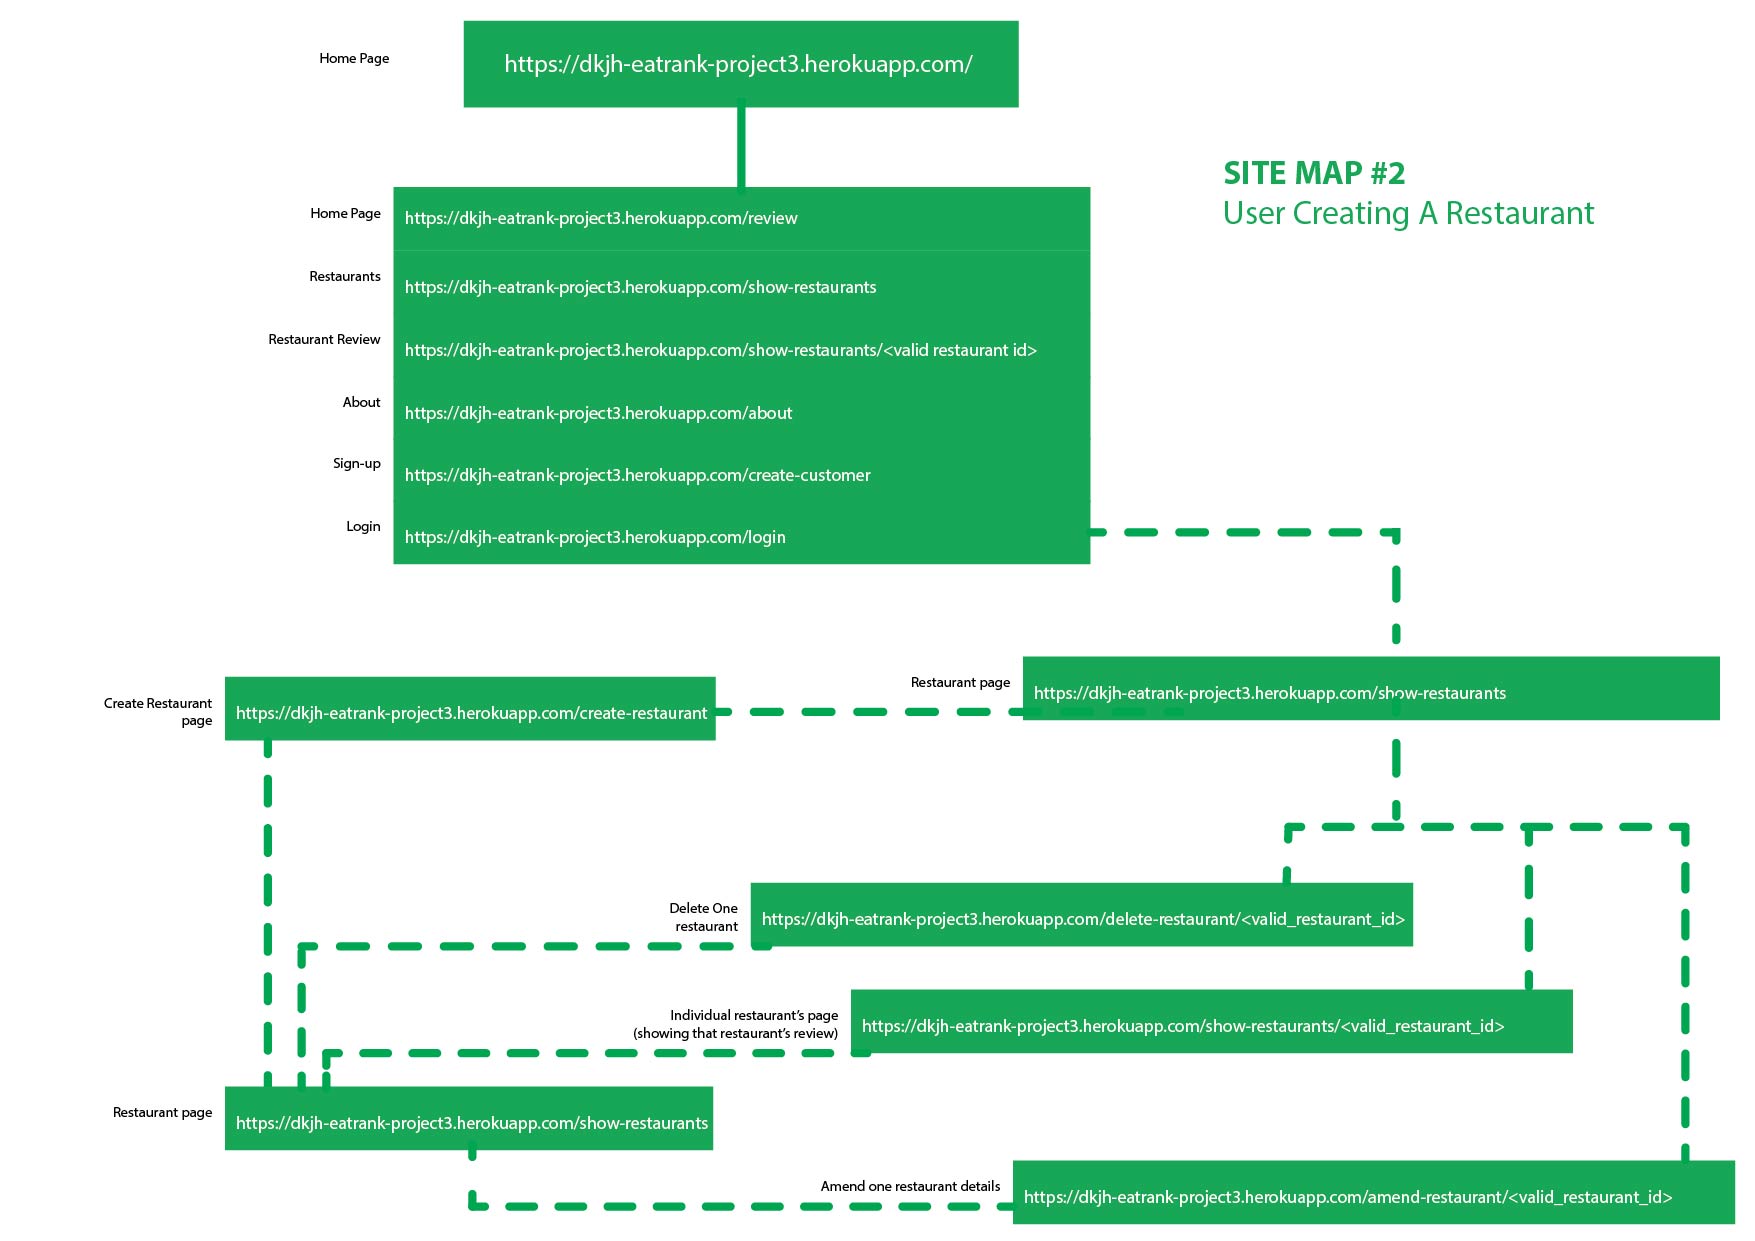 Home Page
https://dkjh-eatrank-project3.herokuapp.com/
SITE MAP #2
User Creating A Restaurant
Home Page
https://dkjh-eatrank-project3.herokuapp.com/review
Restaurants
https://dkjh-eatrank-project3.herokuapp.com/show-restaurants
Restaurant Review
https://dkjh-eatrank-project3.herokuapp.com/show-restaurants/<valid restaurant id>
About
https://dkjh-eatrank-project3.herokuapp.com/about
Sign-up
https://dkjh-eatrank-project3.herokuapp.com/create-customer
Login
https://dkjh-eatrank-project3.herokuapp.com/login
Restaurant page
https://dkjh-eatrank-project3.herokuapp.com/show-restaurants
Create Restaurant
page
https://dkjh-eatrank-project3.herokuapp.com/create-restaurant
Delete One
restaurant
https://dkjh-eatrank-project3.herokuapp.com/delete-restaurant/<valid_restaurant_id>
Individual restaurant’s page
(showing that restaurant’s review)
https://dkjh-eatrank-project3.herokuapp.com/show-restaurants/<valid_restaurant_id>
Restaurant page
https://dkjh-eatrank-project3.herokuapp.com/show-restaurants
Amend one restaurant details
https://dkjh-eatrank-project3.herokuapp.com/amend-restaurant/<valid_restaurant_id>